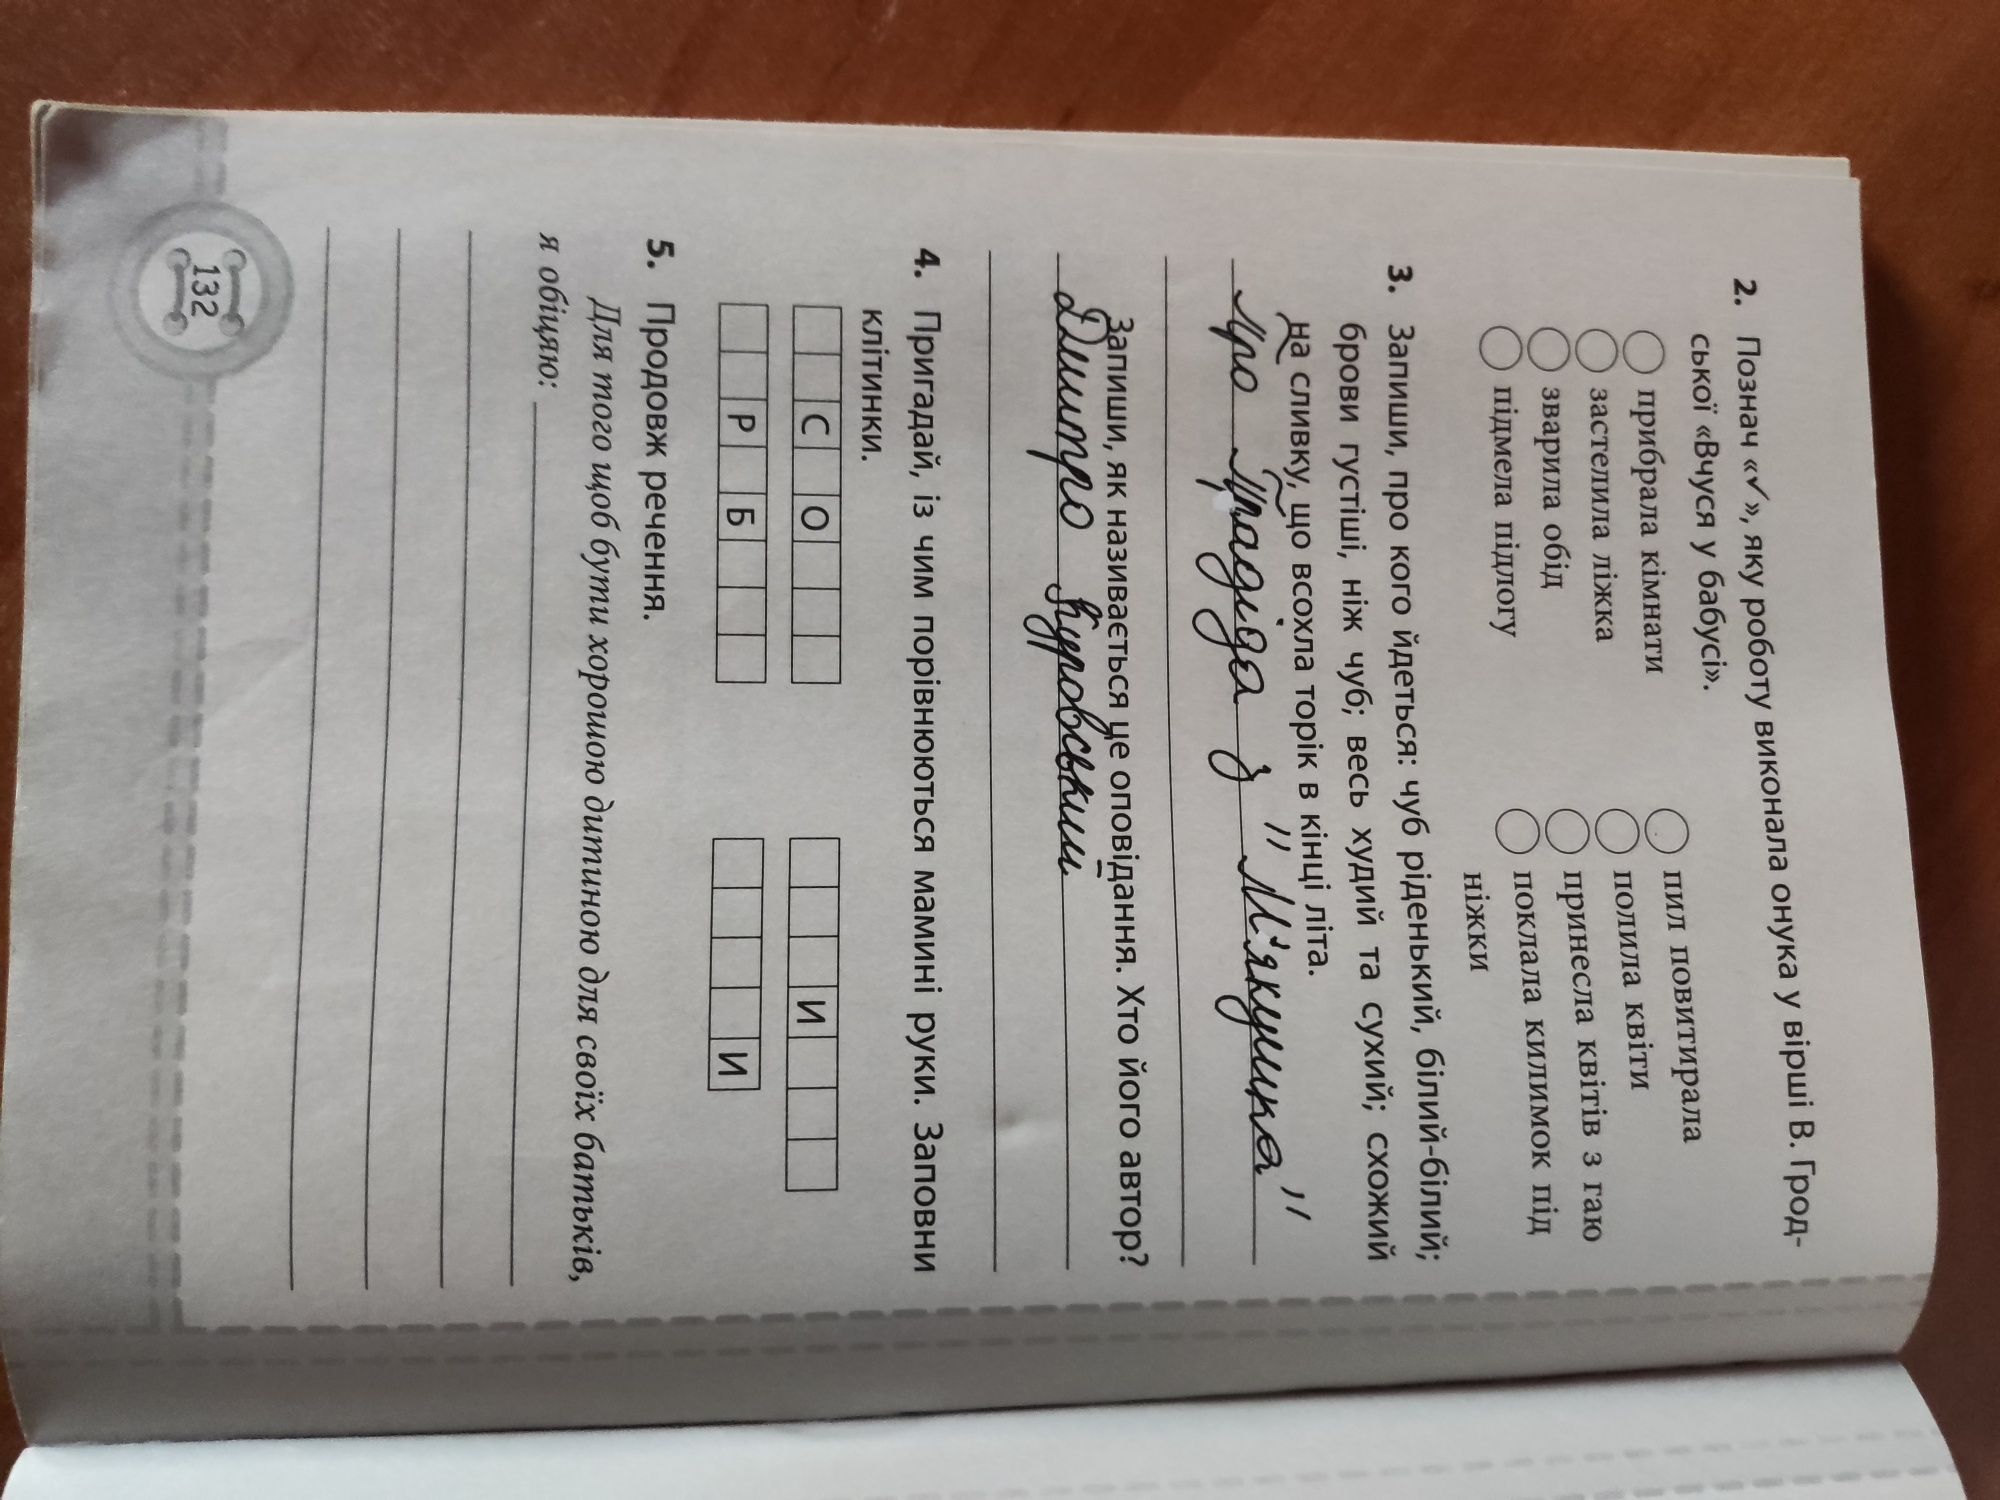 2. Познач «✓», яку роботу виконала онука у вірші В. Грод-
ської «Вчуся у бабусі».
прибрала кімнати
застелила ліжка
зварила обід
підмела підлогу
пил повитирала
полила квіти
принесла квітів з гаю
поклала килимок під
ніжки
3. Запиши, про кого йдеться: чуб ріденький, білий-білий;
брови густіші, ніж чуб; весь худий та сухий; схожий
на сливку, що всохла торік в кінці літа.
Про Прадіда з "М'якушка"
Запиши, як називається це оповідання. Хто його автор?
Дмитро Куровським
4. Пригадай, із чим порівнюються мамині руки. Заповни
клітинки.
С О
И
Р Б
И
5. Продовж речення.
Для того щоб бути хорошою дитиною для своїх батьків,
я обіцяю:
132